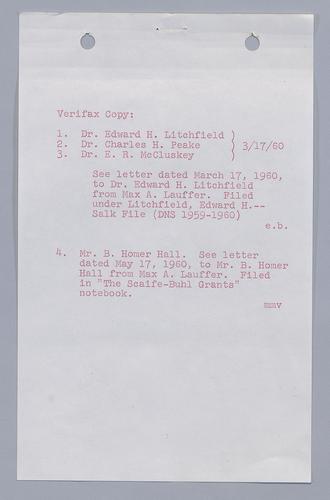 Verifax Copy:
1. Dr. Edward H. Litchfield )
2. Dr. Charles H. Peake ) 3/17/60
3. Dr. E. R. McCluskey )
See letter dated March 17, 1960,
to Dr. Edward H. Litchfield
from Max A. Lauffer. Filed
under Litchfield, Edward H.--
Salk File (DNS 1959-1960)
e.b.
4. Mr. B. Homer Hall. See letter
dated May 17, 1960, to Mr. B. Homer
Hall from Max A. Lauffer. Filed
in "The Scaife-Buhl Grants"
notebook.
mmv